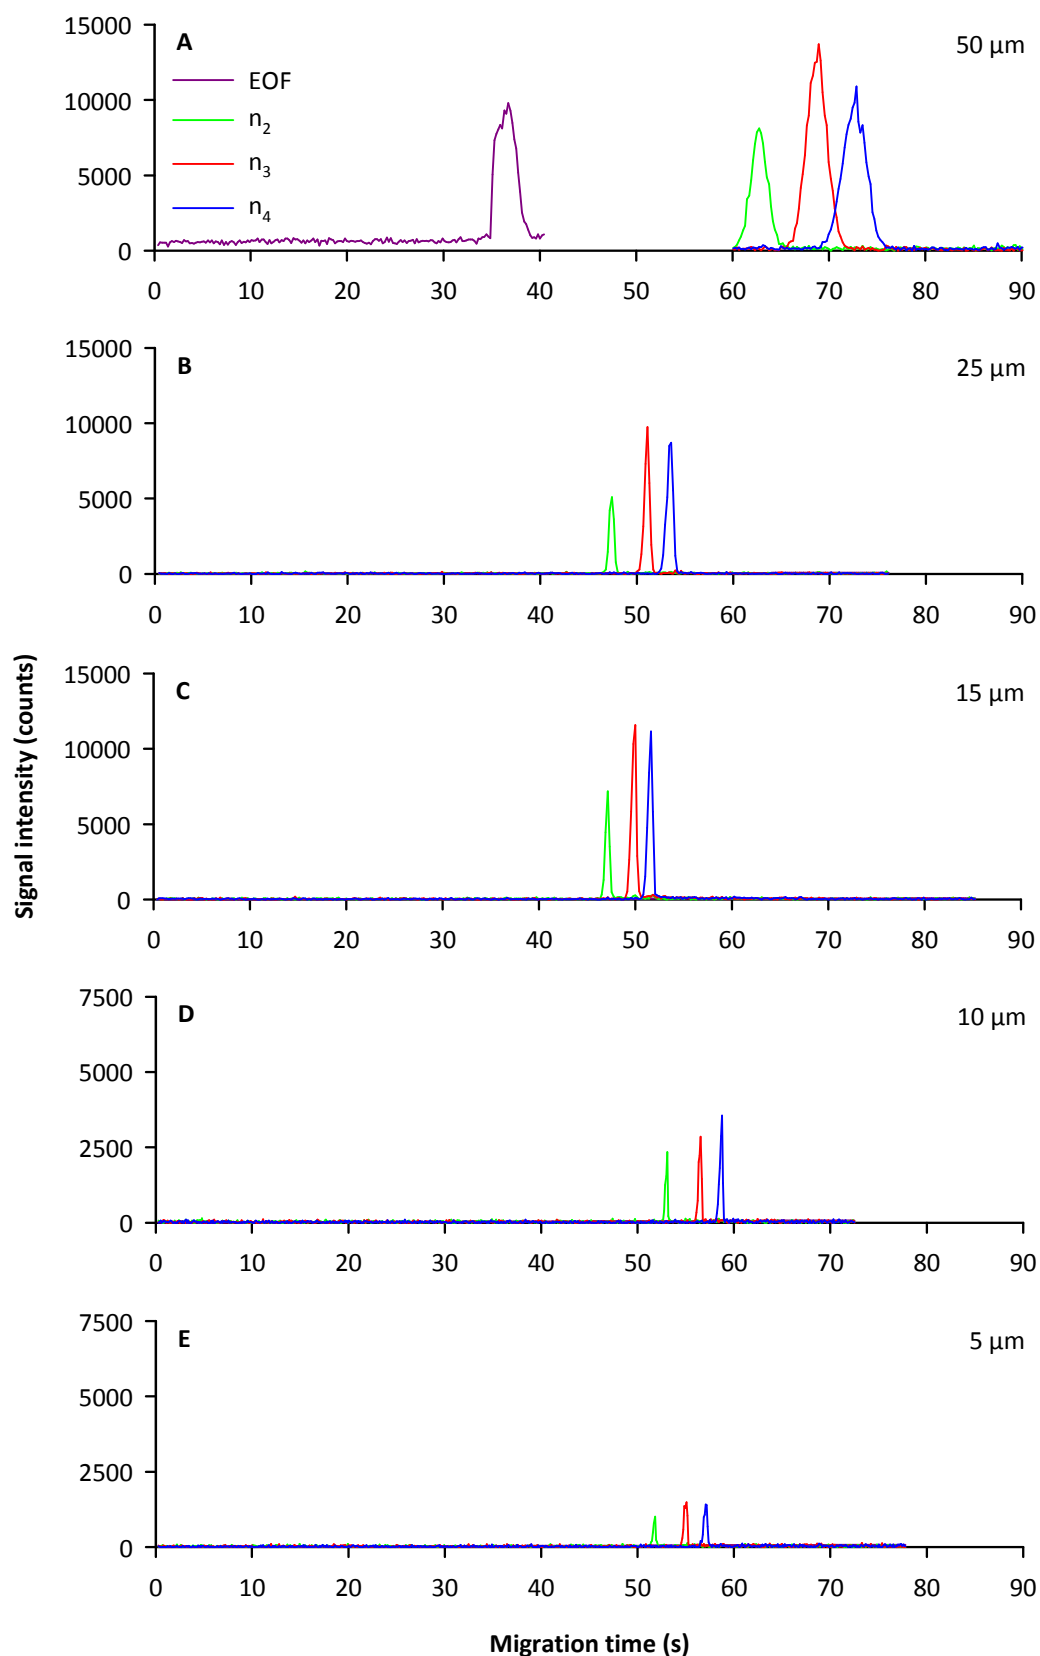 15000
A
50 µm
EOF
10000
n2
n3
5000
n4
0
0 10 20 30 40 50 60 70 80 90
15000
B
25 µm
10000
5000
0
0 10 20 30 40 50 60 70 80 90
Signal intensity (counts)
15000
C
15 µm
10000
5000
0
0 10 20 30 40 50 60 70 80 90
7500
D
10 µm
5000
2500
0
0 10 20 30 40 50 60 70 80 90
7500
E
5 µm
5000
2500
0
0 10 20 30 40 50 60 70 80 90
Migration time (s)